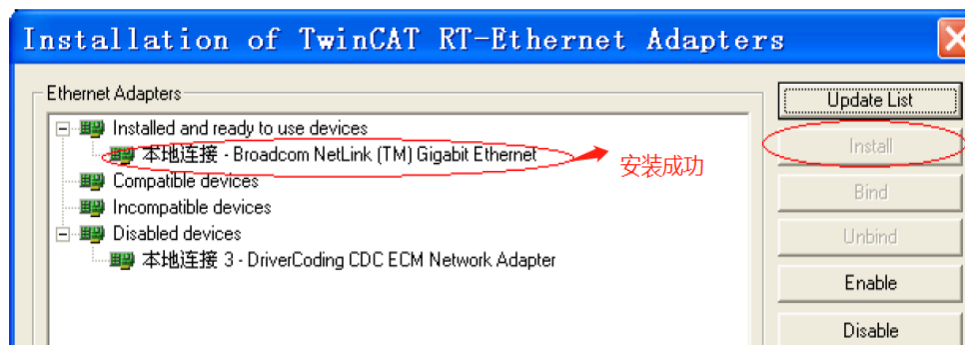 Installation of TwinCAT RT-Ethernet Adapters
Ethernet Adapters
Update List
Installed and ready to use devices
Install
本地连接 - Broadcom NetLink (TM) Gigabit Ethernet
安装成功
Compatible devices
Bind
Incompatible devices
Disabled devices
Unbind
本地连接 3 - DriverCoding CDC ECM Network Adapter
Enable
Disable